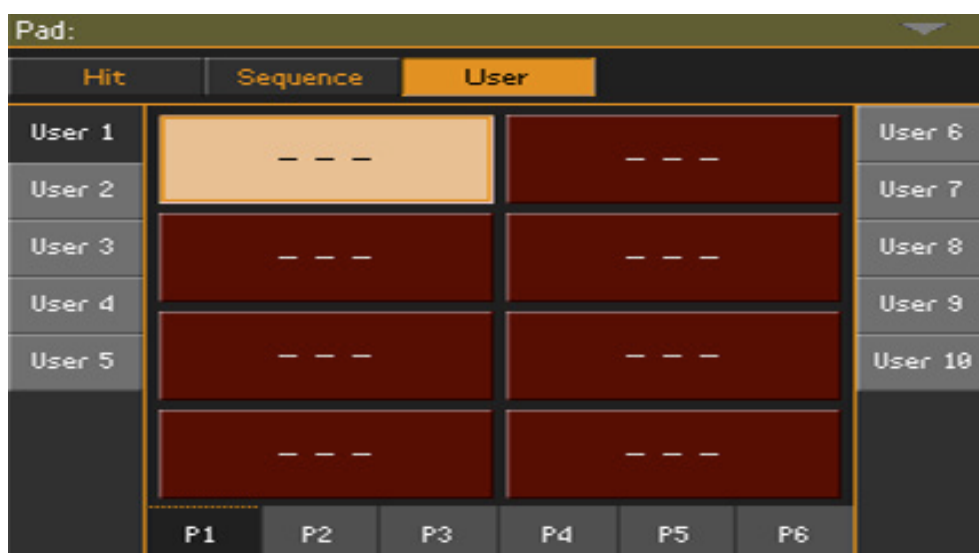 Pad:
Hit Sequence User
User 1 - - - - - - User 6
User 2 User 7
User 3 - - - - - - User 8
User 4 User 9
User 5 - - - - - - User 10
- - - - - -
P1 P2 P3 P4 P5 P6